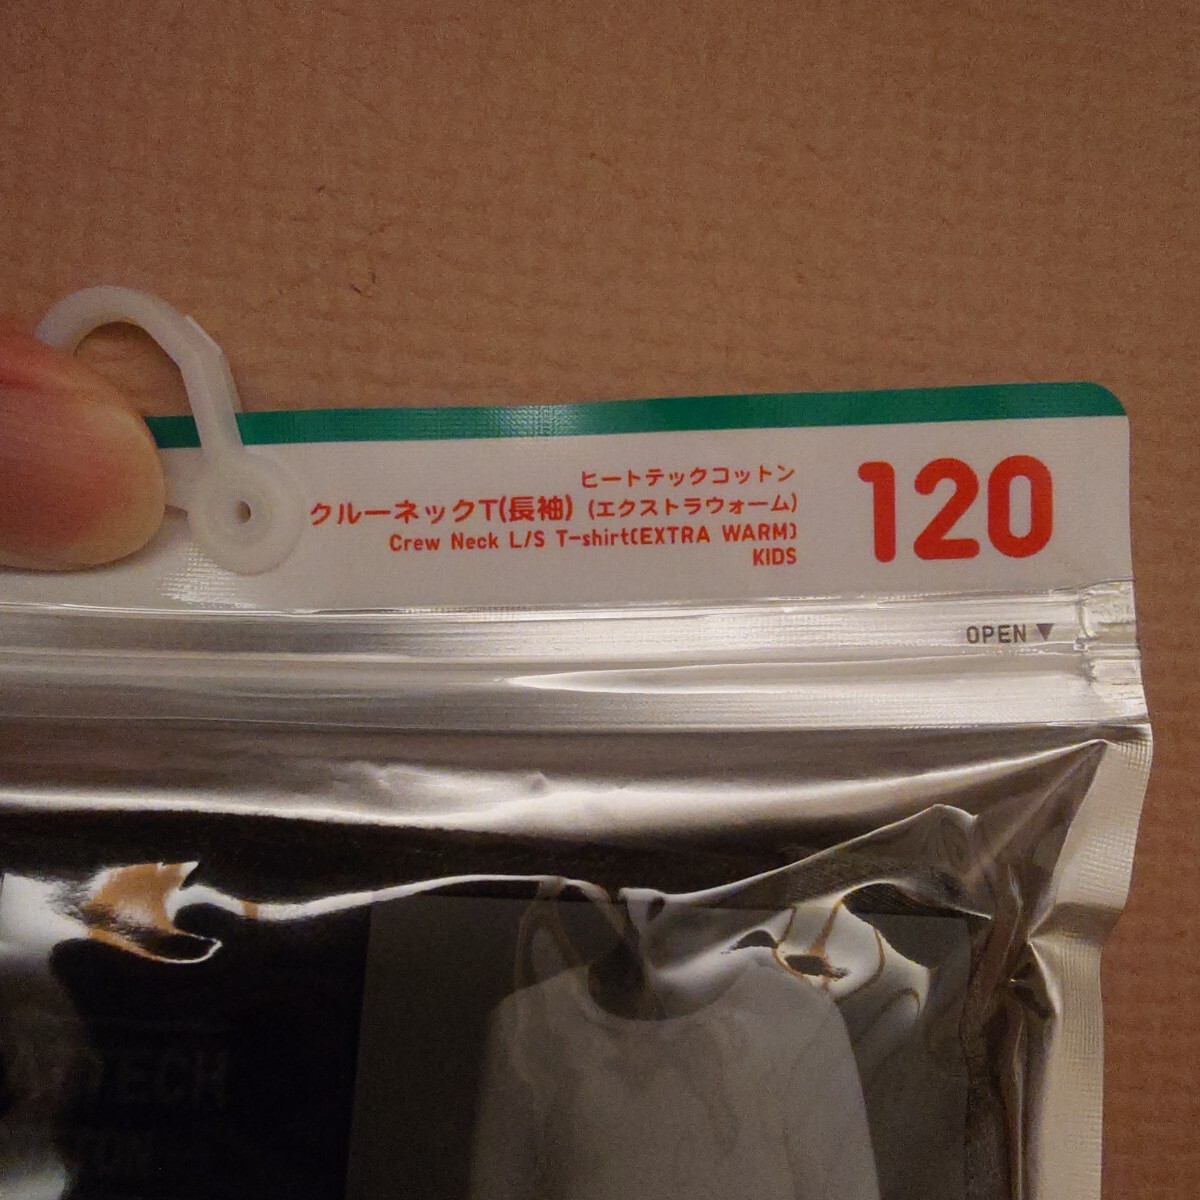 ヒートテックコットン
クルーネックT(長袖) (エクストラウォーム)
Crew Neck L/S T-shirt(EXTRA WARM)
KIDS
120
OPEN▼